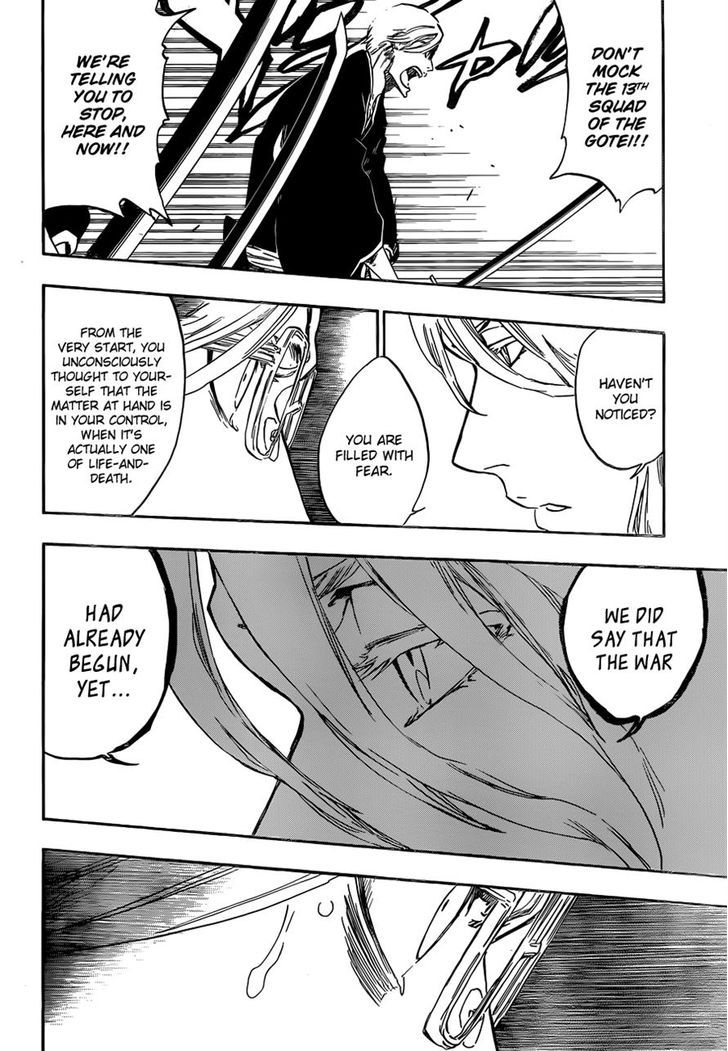 DON'T
MOCK
THE 13TH
SQUAD
OF THE
GOTEI!!
WE'RE
TELLING
YOU TO
STOP,
HERE AND
NOW!!
HAVEN'T
YOU
NOTICED?
YOU ARE
FILLED WITH
FEAR.
FROM THE
VERY START, YOU
UNCONSCIOUSLY
THOUGHT TO YOUR-
SELF THAT THE
MATTER AT HAND IS
IN YOUR CONTROL,
WHEN IT'S
ACTUALLY ONE
OF LIFE-AND-
DEATH.
WE DID
SAY THAT
THE WAR
HAD
ALREADY
BEGUN,
YET...